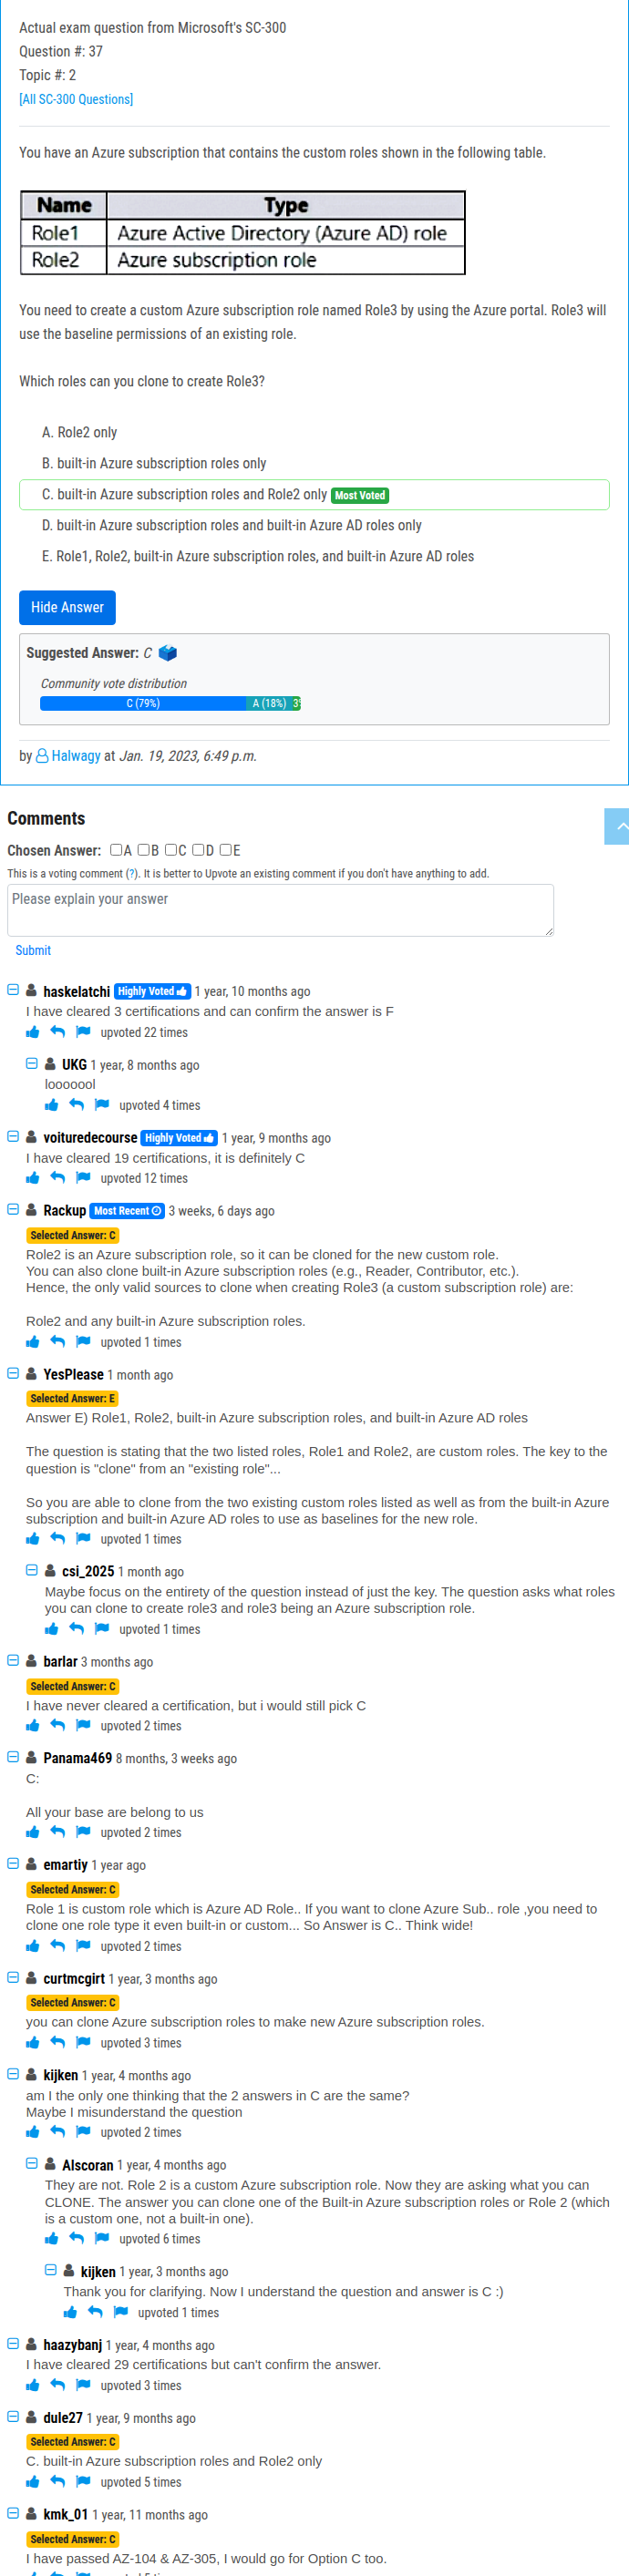 Actual exam question from Microsoft's SC-300
Question #: 37
Topic #: 2
[All SC-300 Questions]
You have an Azure subscription that contains the custom roles shown in the following table.
Name Type
Role1 Azure Active Directory (Azure AD) role
Role2 Azure subscription role
You need to create a custom Azure subscription role named Role3 by using the Azure portal. Role3 will
use the baseline permissions of an existing role.
Which roles can you clone to create Role3?
A. Role2 only
B. built-in Azure subscription roles only
C. built-in Azure subscription roles and Role2 only Most Voted
D. built-in Azure subscription roles and built-in Azure AD roles only
E. Role1, Role2, built-in Azure subscription roles, and built-in Azure AD roles
Hide Answer
Suggested Answer: C
Community vote distribution
C (79%) A (18%) 3%
by Halwagy at Jan. 19, 2023, 6:49 p.m.
Comments
Chosen Answer: A B C D E
This is a voting comment (?). It is better to Upvote an existing comment if you don't have anything to add.
Please explain your answer
Submit
haskelatchi Highly Voted 1 year, 10 months ago
I have cleared 3 certifications and can confirm the answer is F
upvoted 22 times
UKG 1 year, 8 months ago
looooool
upvoted 4 times
voituredecourse Highly Voted 1 year, 9 months ago
I have cleared 19 certifications, it is definitely C
upvoted 12 times
Rackup Most Recent 3 weeks, 6 days ago
Selected Answer: C
Role2 is an Azure subscription role, so it can be cloned for the new custom role.
You can also clone built-in Azure subscription roles (e.g., Reader, Contributor, etc.).
Hence, the only valid sources to clone when creating Role3 (a custom subscription role) are:
Role2 and any built-in Azure subscription roles.
upvoted 1 times
YesPlease 1 month ago
Selected Answer: E
Answer E) Role1, Role2, built-in Azure subscription roles, and built-in Azure AD roles
The question is stating that the two listed roles, Role1 and Role2, are custom roles. The key to the
question is "clone" from an "existing role"...
So you are able to clone from the two existing custom roles listed as well as from the built-in Azure
subscription and built-in Azure AD roles to use as baselines for the new role.
upvoted 1 times
csi_2025 1 month ago
Maybe focus on the entirety of the question instead of just the key. The question asks what roles
you can clone to create role3 and role3 being an Azure subscription role.
upvoted 1 times
barlar 3 months ago
Selected Answer: C
I have never cleared a certification, but i would still pick C
upvoted 2 times
Panama469 8 months, 3 weeks ago
C:
All your base are belong to us
upvoted 2 times
emartiy 1 year ago
Selected Answer: C
Role 1 is custom role which is Azure AD Role.. If you want to clone Azure Sub.. role ,you need to
clone one role type it even built-in or custom... So Answer is C.. Think wide!
upvoted 2 times
curtmcgirt 1 year, 3 months ago
Selected Answer: C
you can clone Azure subscription roles to make new Azure subscription roles.
upvoted 3 times
kijken 1 year, 4 months ago
am I the only one thinking that the 2 answers in C are the same?
Maybe I misunderstand the question
upvoted 2 times
Alscoran 1 year, 4 months ago
They are not. Role 2 is a custom Azure subscription role. Now they are asking what you can
CLONE. The answer you can clone one of the Built-in Azure subscription roles or Role 2 (which
is a custom one, not a built-in one).
upvoted 6 times
kijken 1 year, 3 months ago
Thank you for clarifying. Now I understand the question and answer is C :)
upvoted 1 times
haazybanj 1 year, 4 months ago
I have cleared 29 certifications but can't confirm the answer.
upvoted 3 times
dule27 1 year, 9 months ago
Selected Answer: C
C. built-in Azure subscription roles and Role2 only
upvoted 5 times
kmk_01 1 year, 11 months ago
Selected Answer: C
I have passed AZ-104 & AZ-305, I would go for Option C too.